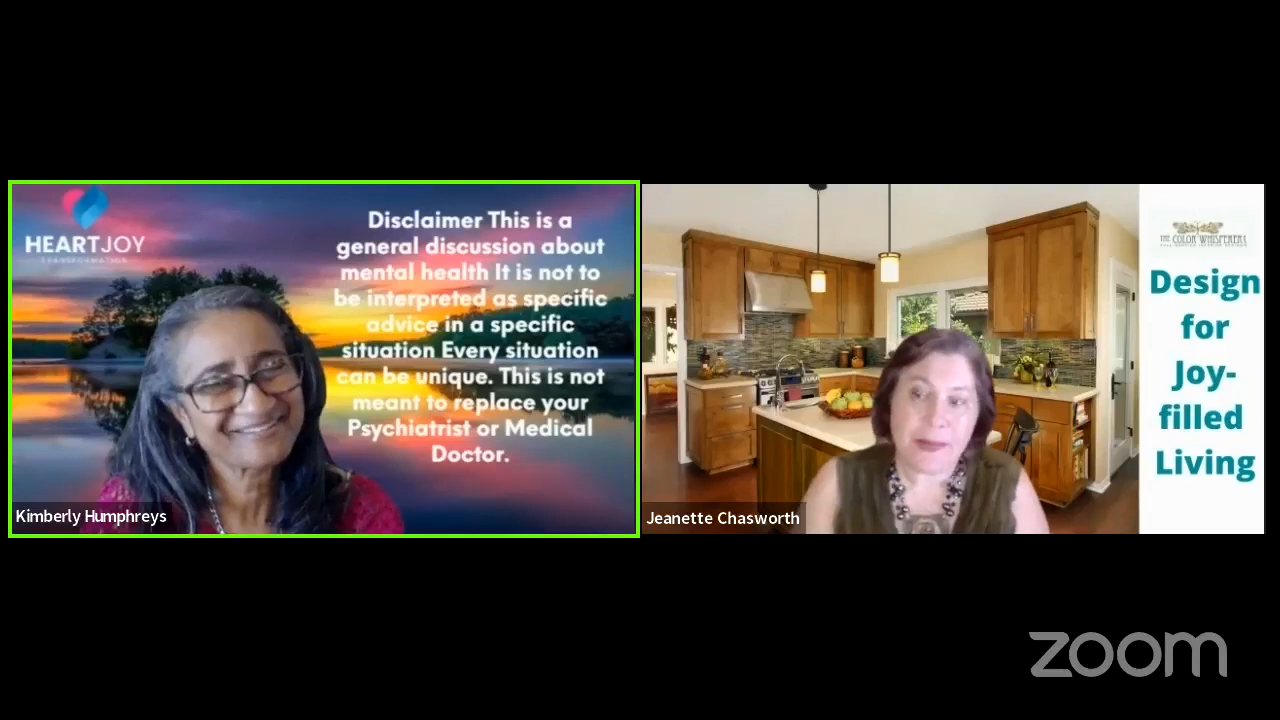 HEARTJOY
TRANSFORMATION
Disclaimer This is a
general discussion about
mental health It is not to
be interpreted as specific
advice in a specific
situation Every situation
can be unique. This is not
meant to replace your
Psychiatrist or Medical
Doctor.
Kimberly Humphreys
THE COLOR WHISPERER
Design
for
Joy-
filled
Living
Jeanette Chasworth
zoom